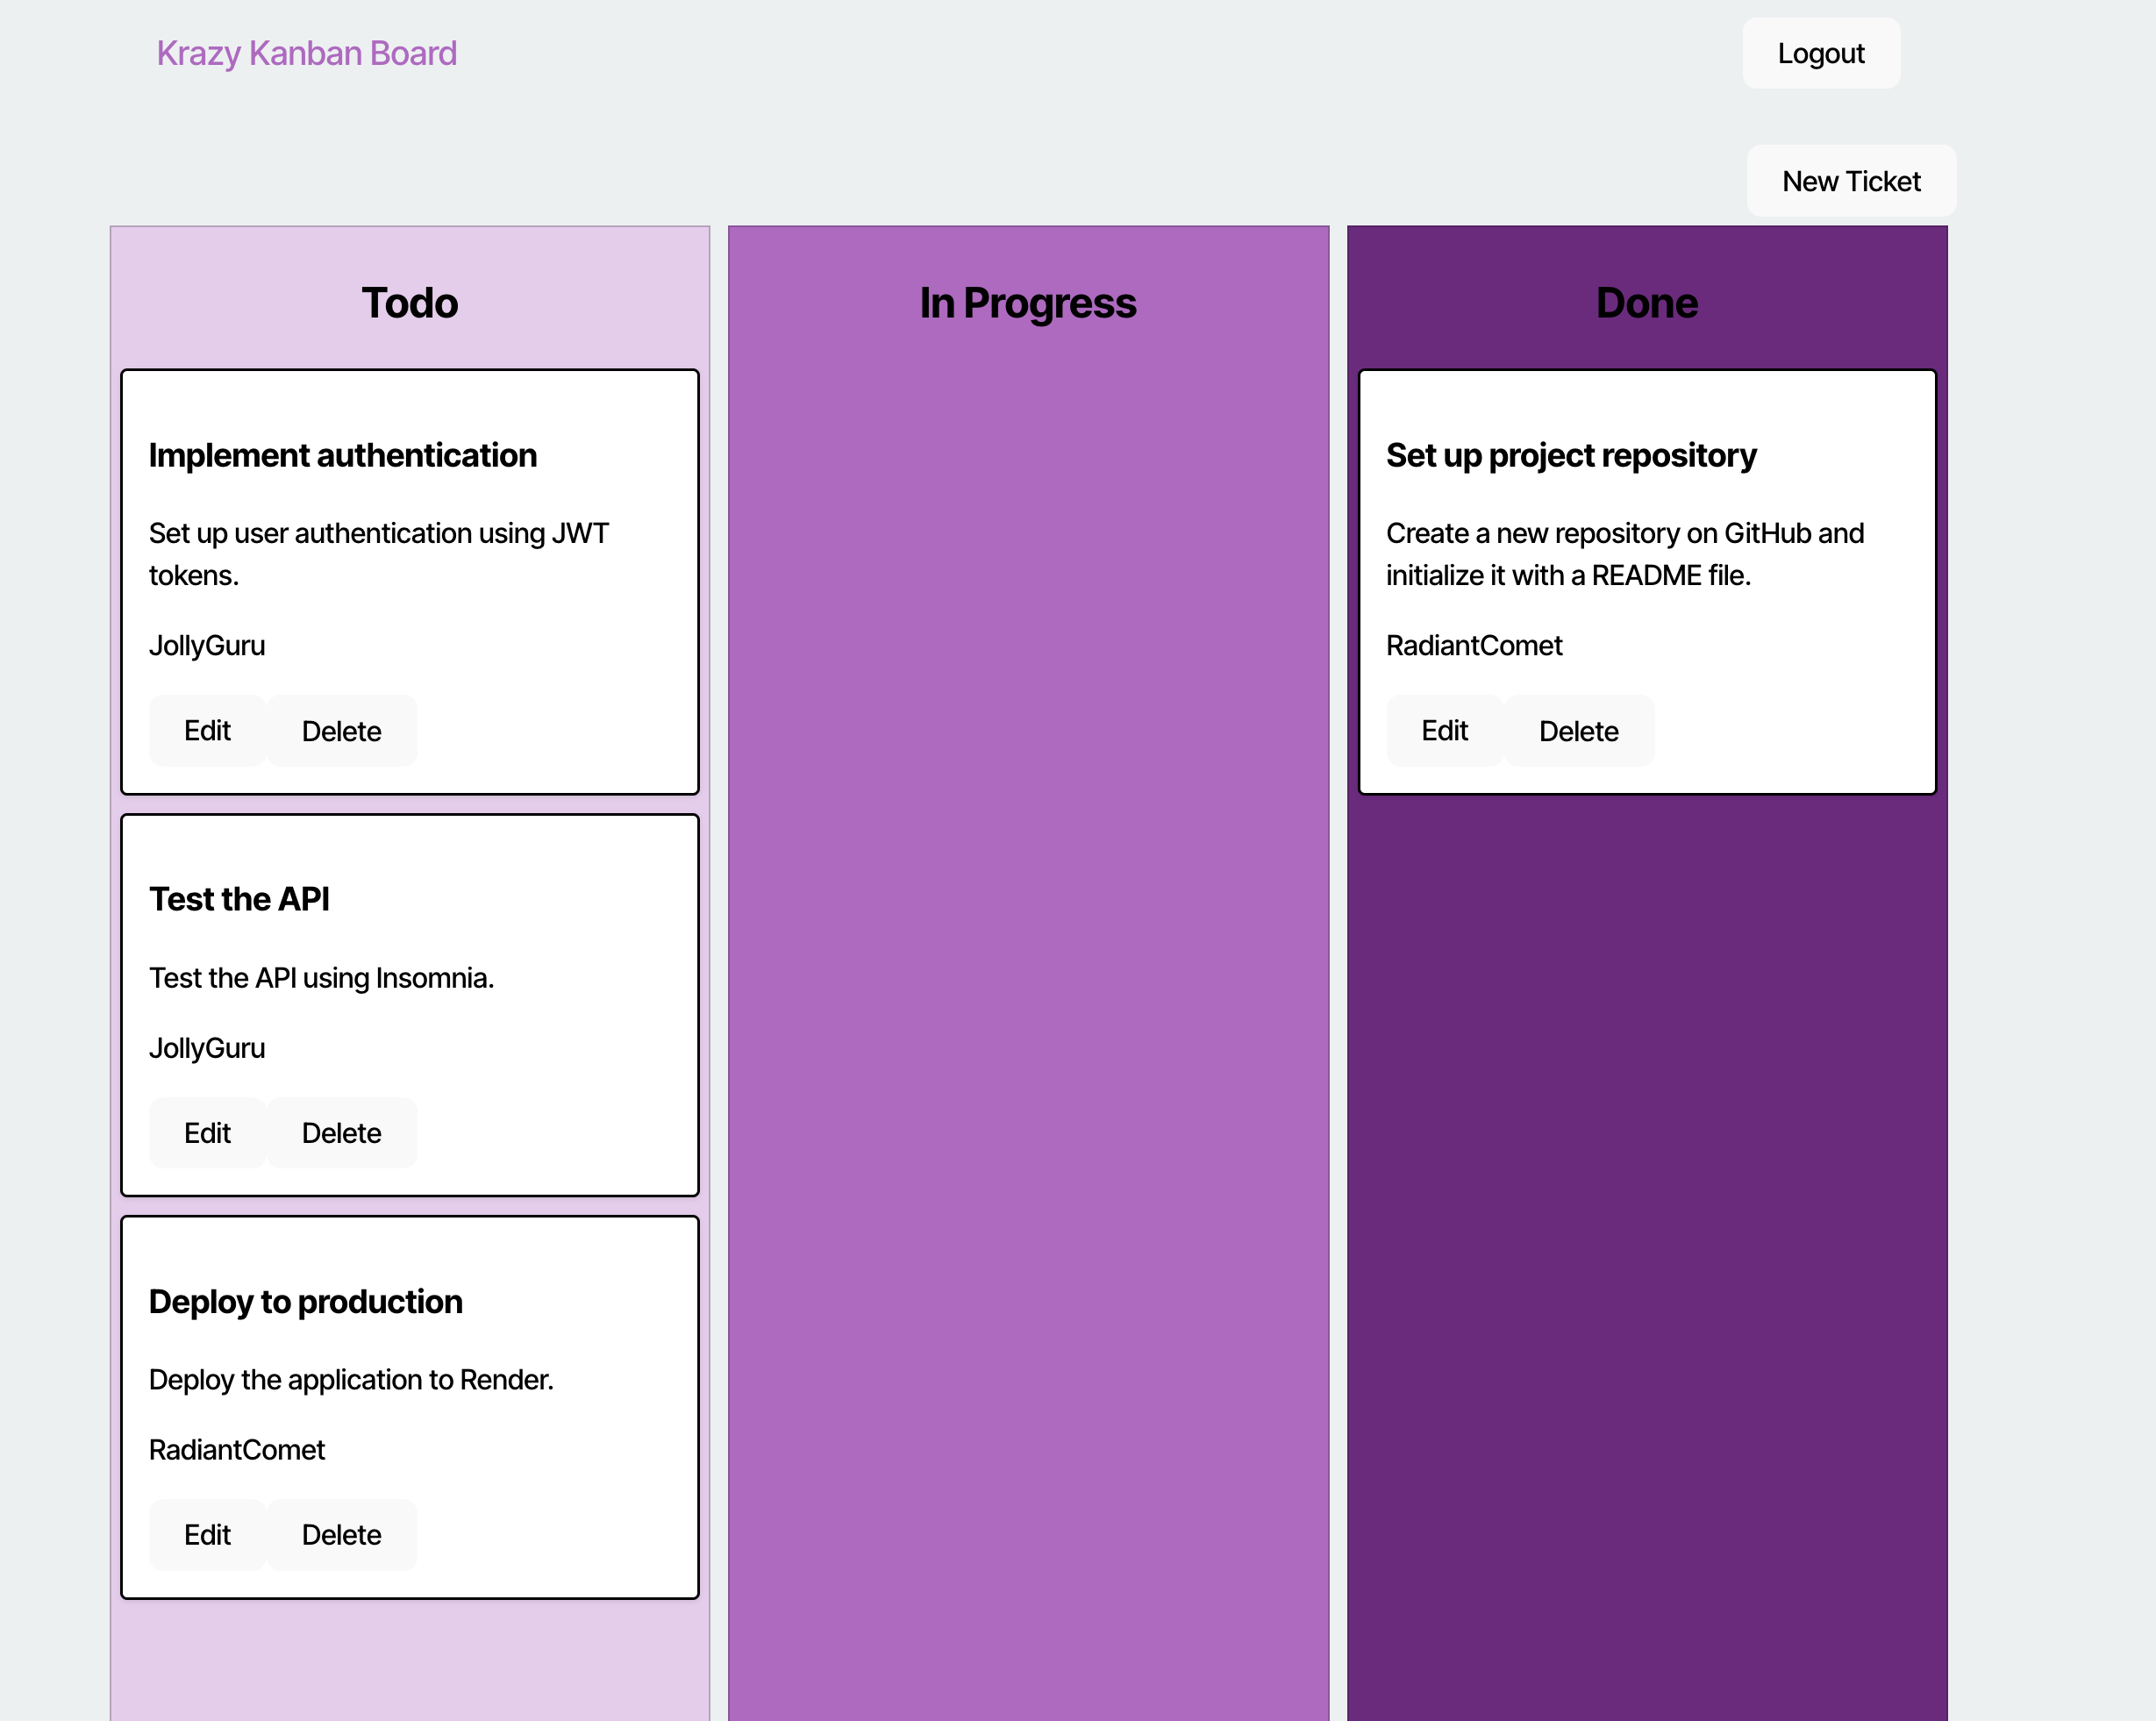 Krazy Kanban Board
Logout
New Ticket
Todo
Implement authentication
Set up user authentication using JWT
tokens.
JollyGuru
Edit
Delete
Test the API
Test the API using Insomnia.
JollyGuru
Edit
Delete
Deploy to production
Deploy the application to Render.
RadiantComet
Edit
Delete
In Progress
Done
Set up project repository
Create a new repository on GitHub and
initialize it with a README file.
RadiantComet
Edit
Delete